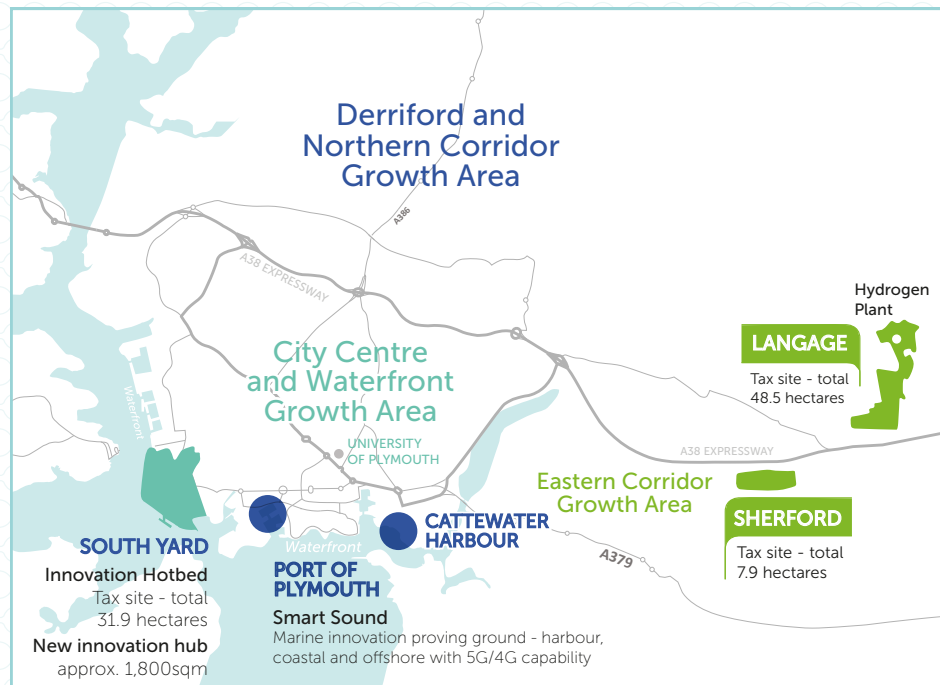 Derriford and
Northern Corridor
Growth Area
A386
A38 EXPRESSWAY
Hydrogen
Plant
LANGAGE
Tax site - total
48.5 hectares
City Centre
and Waterfront
Growth Area
Waterfront
UNIVERSITY
OF PLYMOUTH
A38 EXPRESSWAY
Eastern Corridor
Growth Area
SHERFORD
Tax site - total
7.9 hectares
CATTEWATER
HARBOUR
A379
SOUTH YARD
Innovation Hotbed
Tax site - total
31.9 hectares
New innovation hub
approx. 1,800sqm
Waterfront
PORT OF
PLYMOUTH
Smart Sound
Marine innovation proving ground - harbour,
coastal and offshore with 5G/4G capability